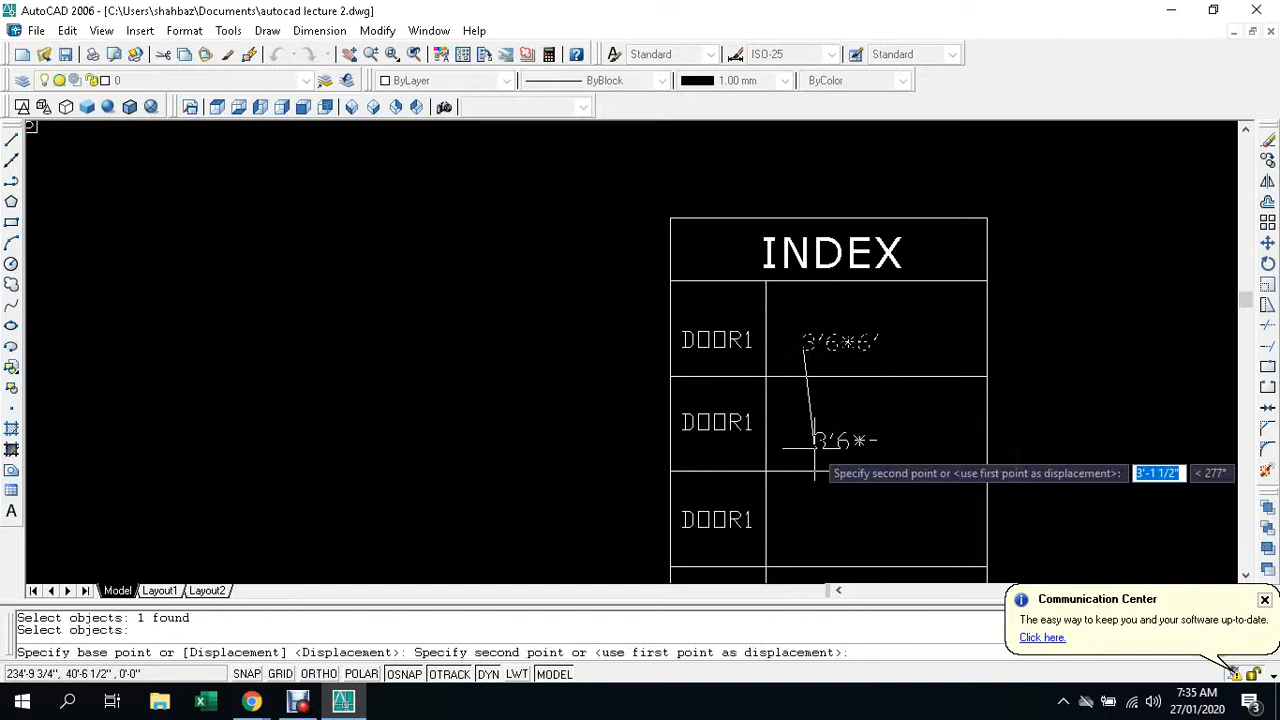 AutoCAD 2006 - [C:\Users\shahbaz\Documents\autocad lecture 2.dwg]
File Edit View Insert Format Tools Draw Dimension Modify Window Help
Standard ISO-25 Standard
0 ByLayer ByBlock 1.00 mm ByColor
INDEX
DOOR1 3'6*6'
DOOR1 3'6*-
Specify second point or <use first point as displacement>: 3'-1 1/2" < 277°
DOOR1
Model Layout1 Layout2
Communication Center
The easy way to keep you and your software up-to-date.
Click here.
Select objects: 1 found
Select objects:
Specify base point or [Displacement] <Displacement>: Specify second point or <use first point as displacement>:
234'-9 3/4", 40'-6 1/2", 0'-0" SNAP GRID ORTHO POLAR OSNAP OTRACK DYN LWT MODEL
7:35 AM
27/01/2020
3